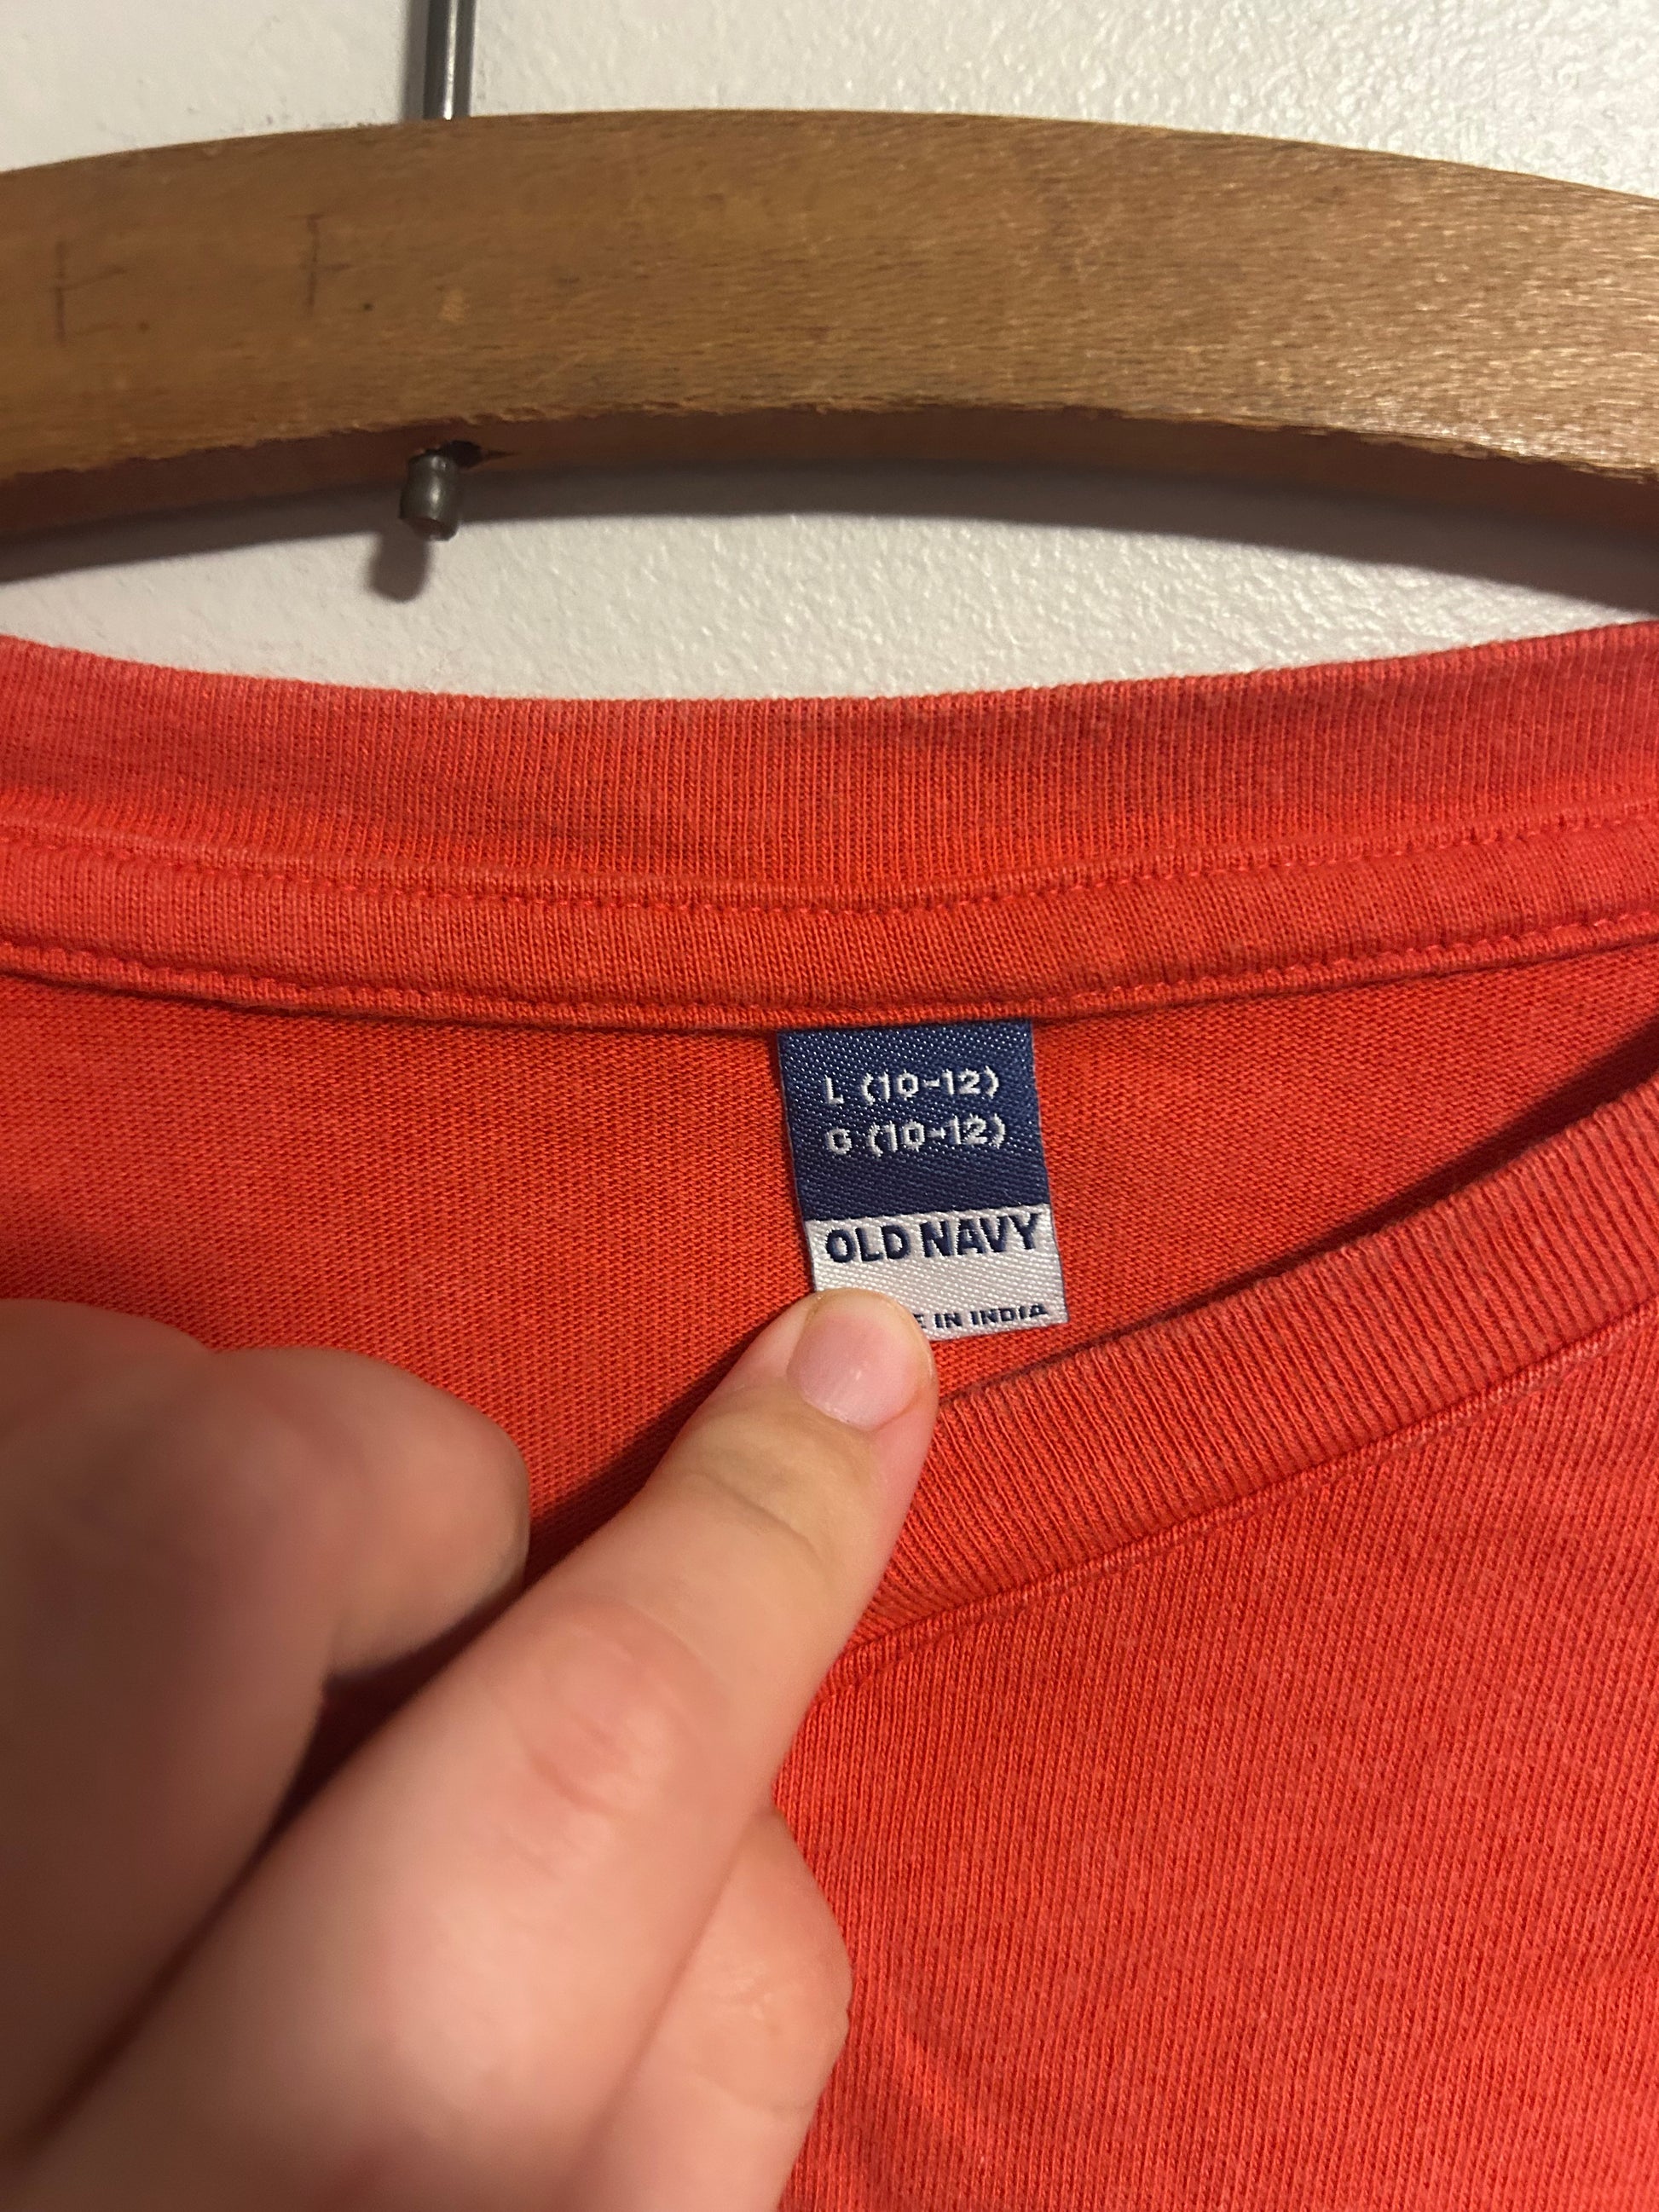 L (10-12)
G (10-12)
OLD NAVY
IN INDIA